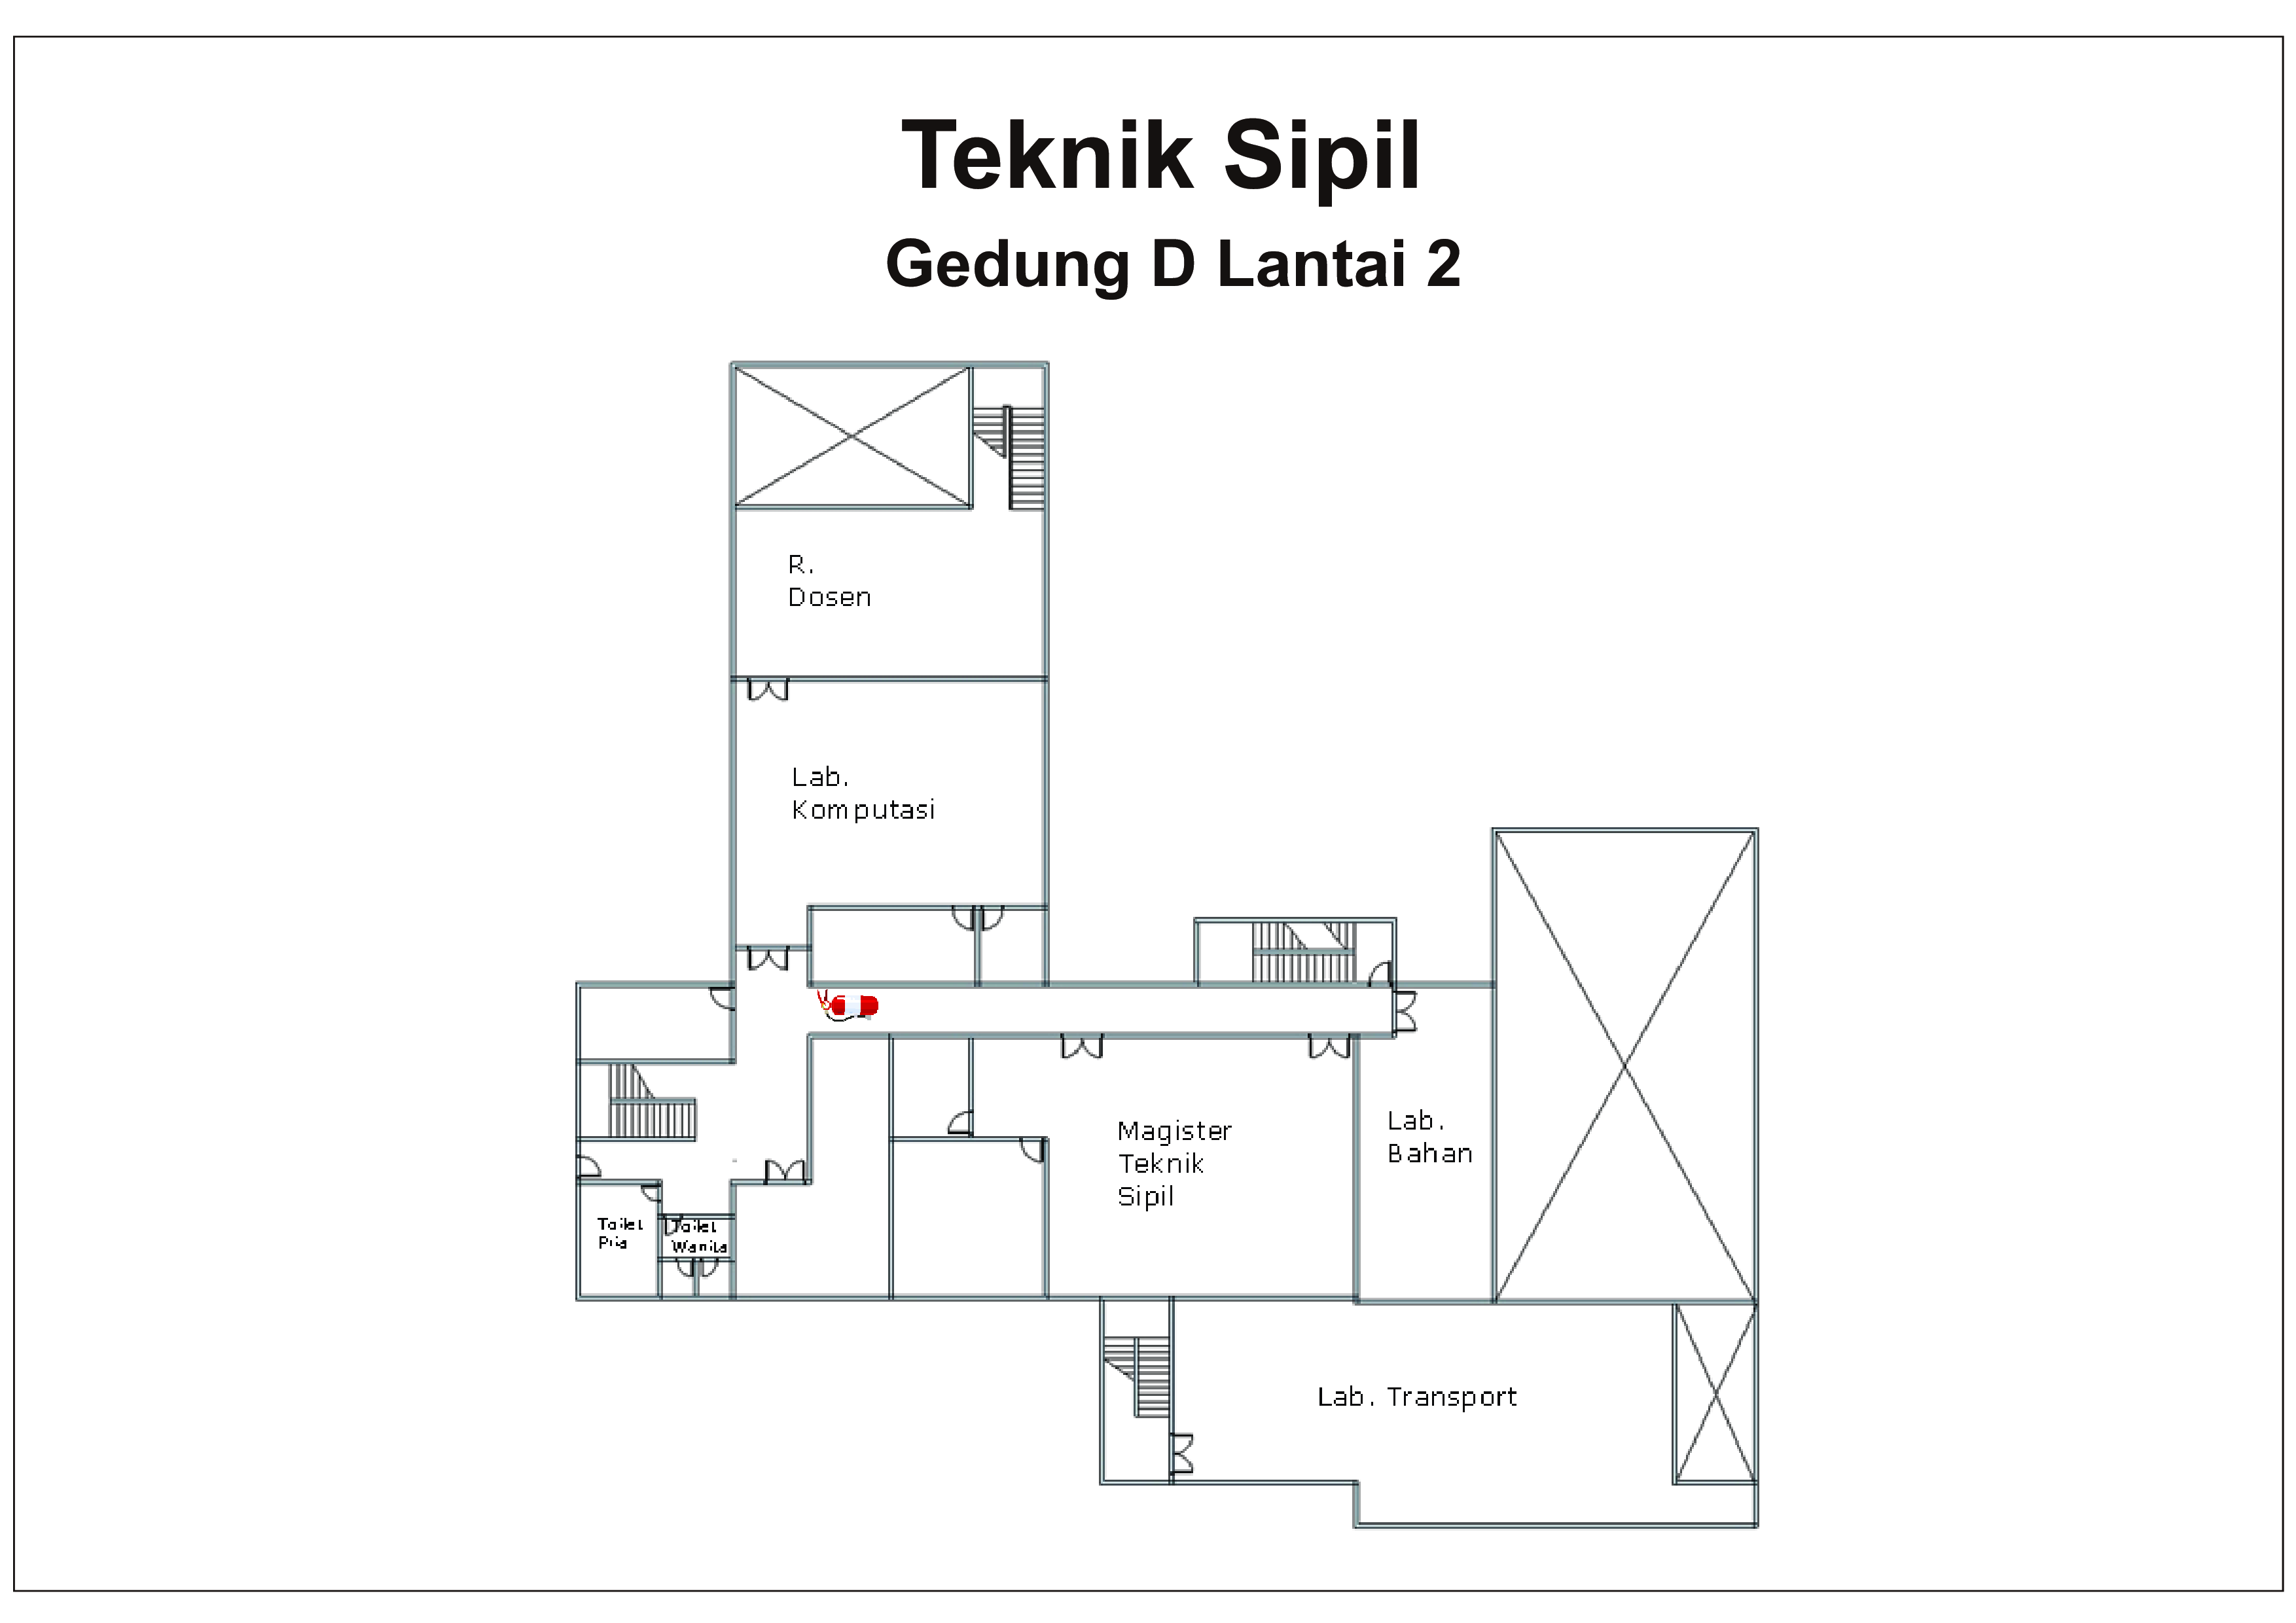 Teknik Sipil
Gedung D Lantai 2
R.
Dosen
Lab.
Komputasi
Magister
Teknik
Sipil
Lab.
Bahan
Toilet
Pria
Toilet
Wanita
Lab. Transport